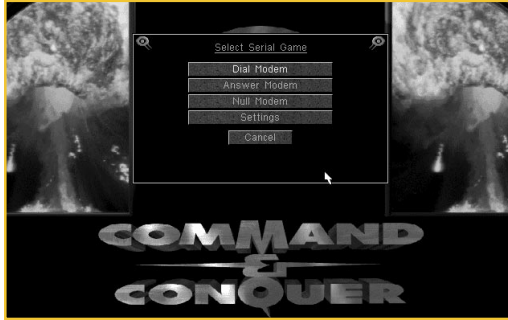 Select Serial Game
Dial Modem
Answer Modem
Null Modem
Settings
Cancel
COMMAND
&
CONQUER